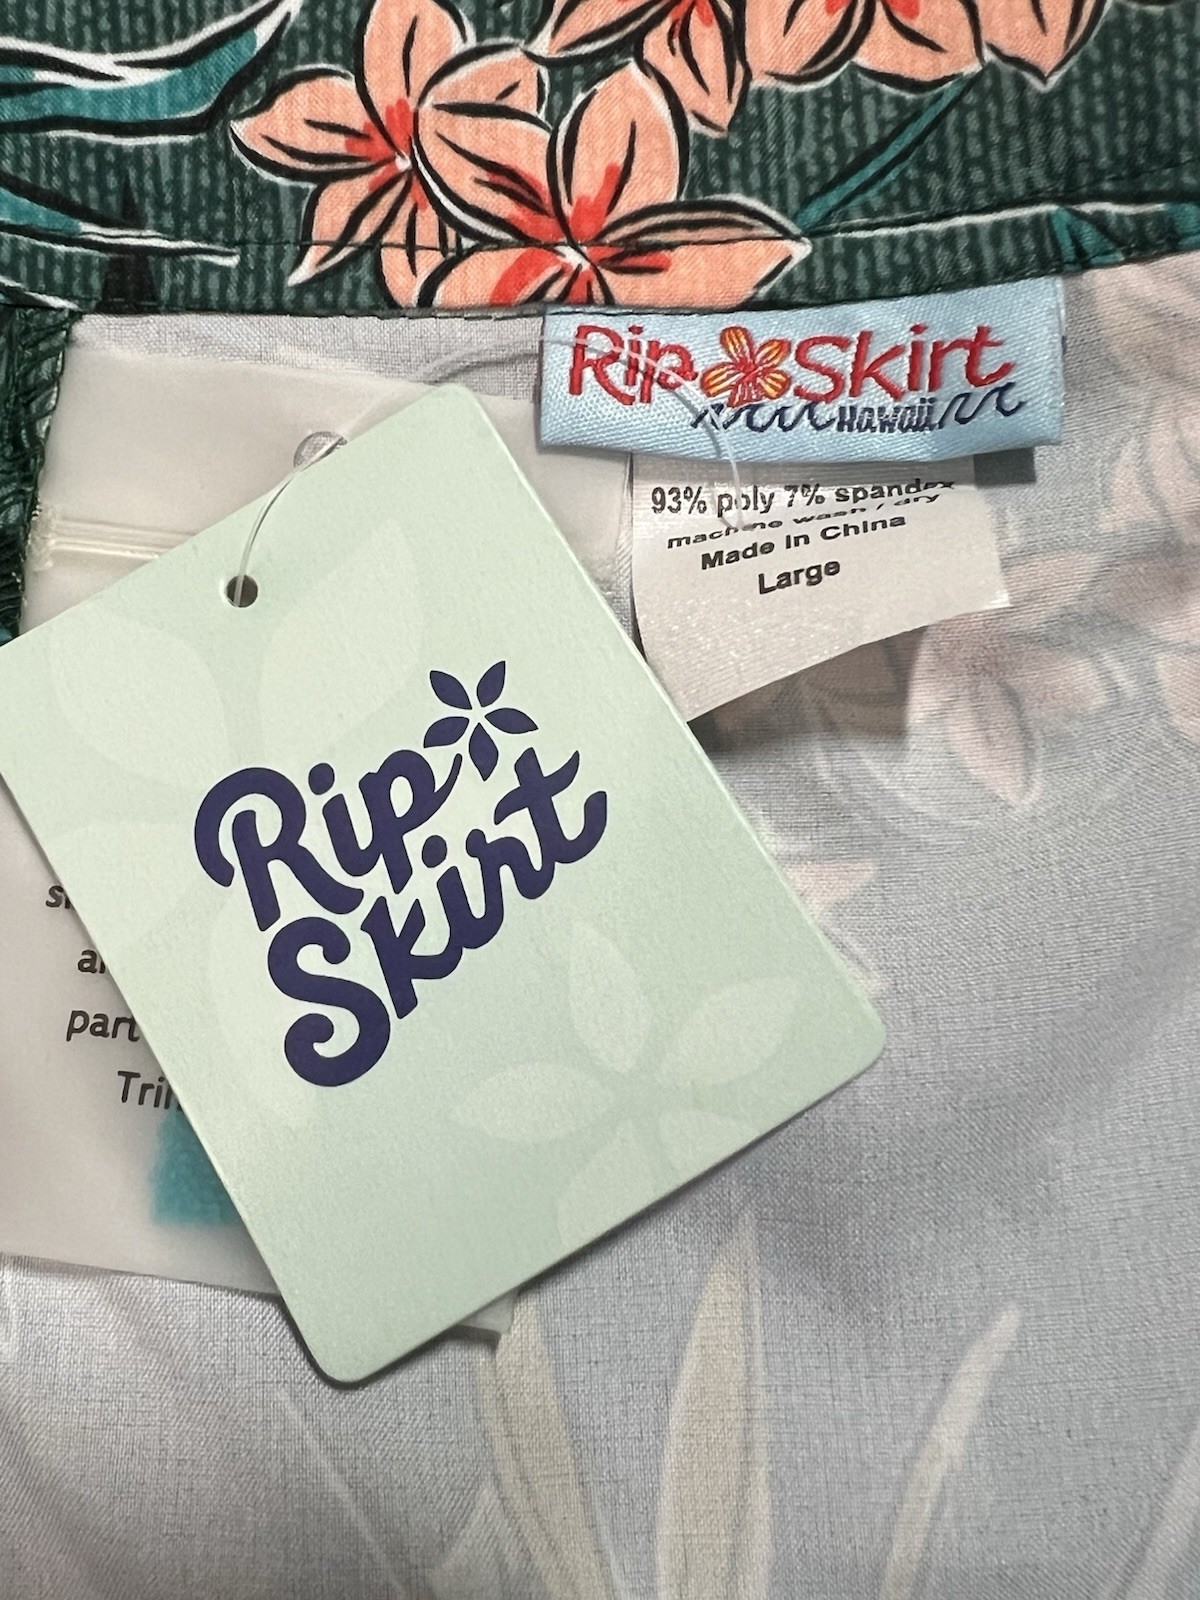 Rip Skirt
Hawaii
93% poly 7% spandex
machine wash / dry
Made In China
Large
Rip
Skirt
part